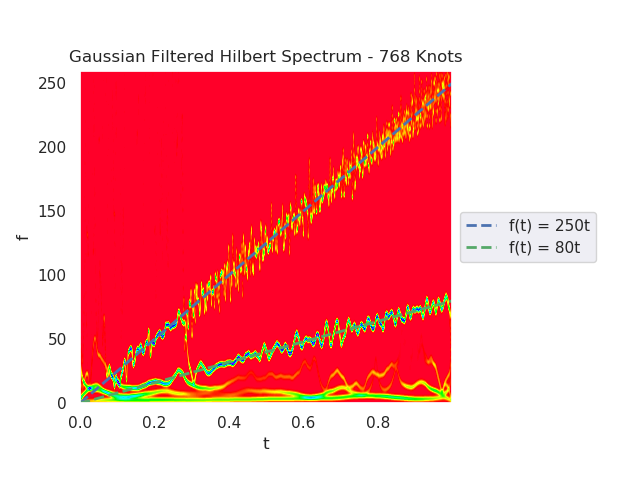 Gaussian Filtered Hilbert Spectrum - 768 Knots
250
200
150
100
50
0
f
0.0 0.2 0.4 0.6 0.8
t
f(t) = 250t
f(t) = 80t